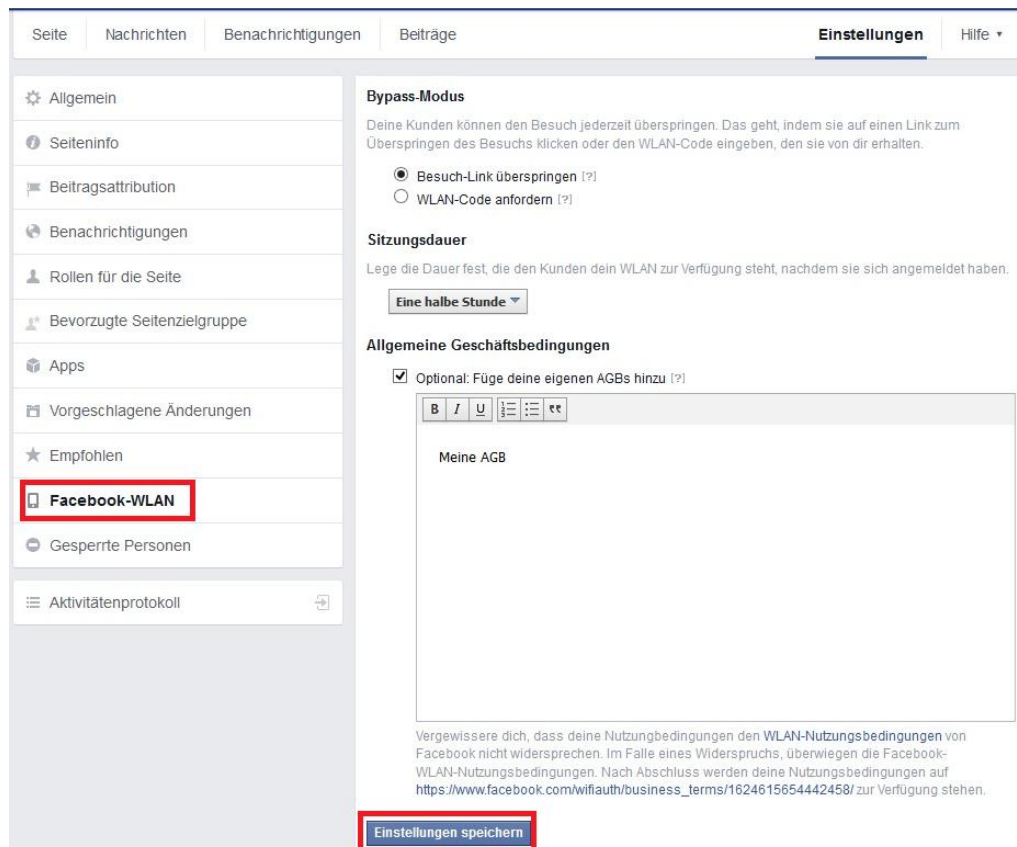 Seite Nachrichten Benachrichtigungen Beiträge Einstellungen Hilfe
Allgemein
Seiteninfo
Beitragsattribution
Benachrichtigungen
Rollen für die Seite
Bevorzugte Seitenzielgruppe
Apps
Vorgeschlagene Änderungen
Empfohlen
Facebook-WLAN
Gesperrte Personen
Aktivitätenprotokoll
Bypass-Modus
Deine Kunden können den Besuch jederzeit überspringen. Das geht, indem sie auf einen Link zum
Überspringen des Besuchs klicken oder den WLAN-Code eingeben, den sie von dir erhalten.
Besuch-Link überspringen [?]
WLAN-Code anfordern [?]
Sitzungsdauer
Lege die Dauer fest, die den Kunden dein WLAN zur Verfügung steht, nachdem sie sich angemeldet haben.
Eine halbe Stunde
Allgemeine Geschäftsbedingungen
Optional: Füge deine eigenen AGBs hinzu [?]
B I U
Meine AGB
Vergewissere dich, dass deine Nutzungbedingungen den WLAN-Nutzungsbedingungen von
Facebook nicht widersprechen. Im Falle eines Widerspruchs, überwiegen die Facebook-
WLAN-Nutzungsbedingungen. Nach Abschluss werden deine Nutzungsbedingungen auf
https://www.facebook.com/wifiauth/business_terms/1624615654442458/ zur Verfügung stehen.
Einstellungen speichern